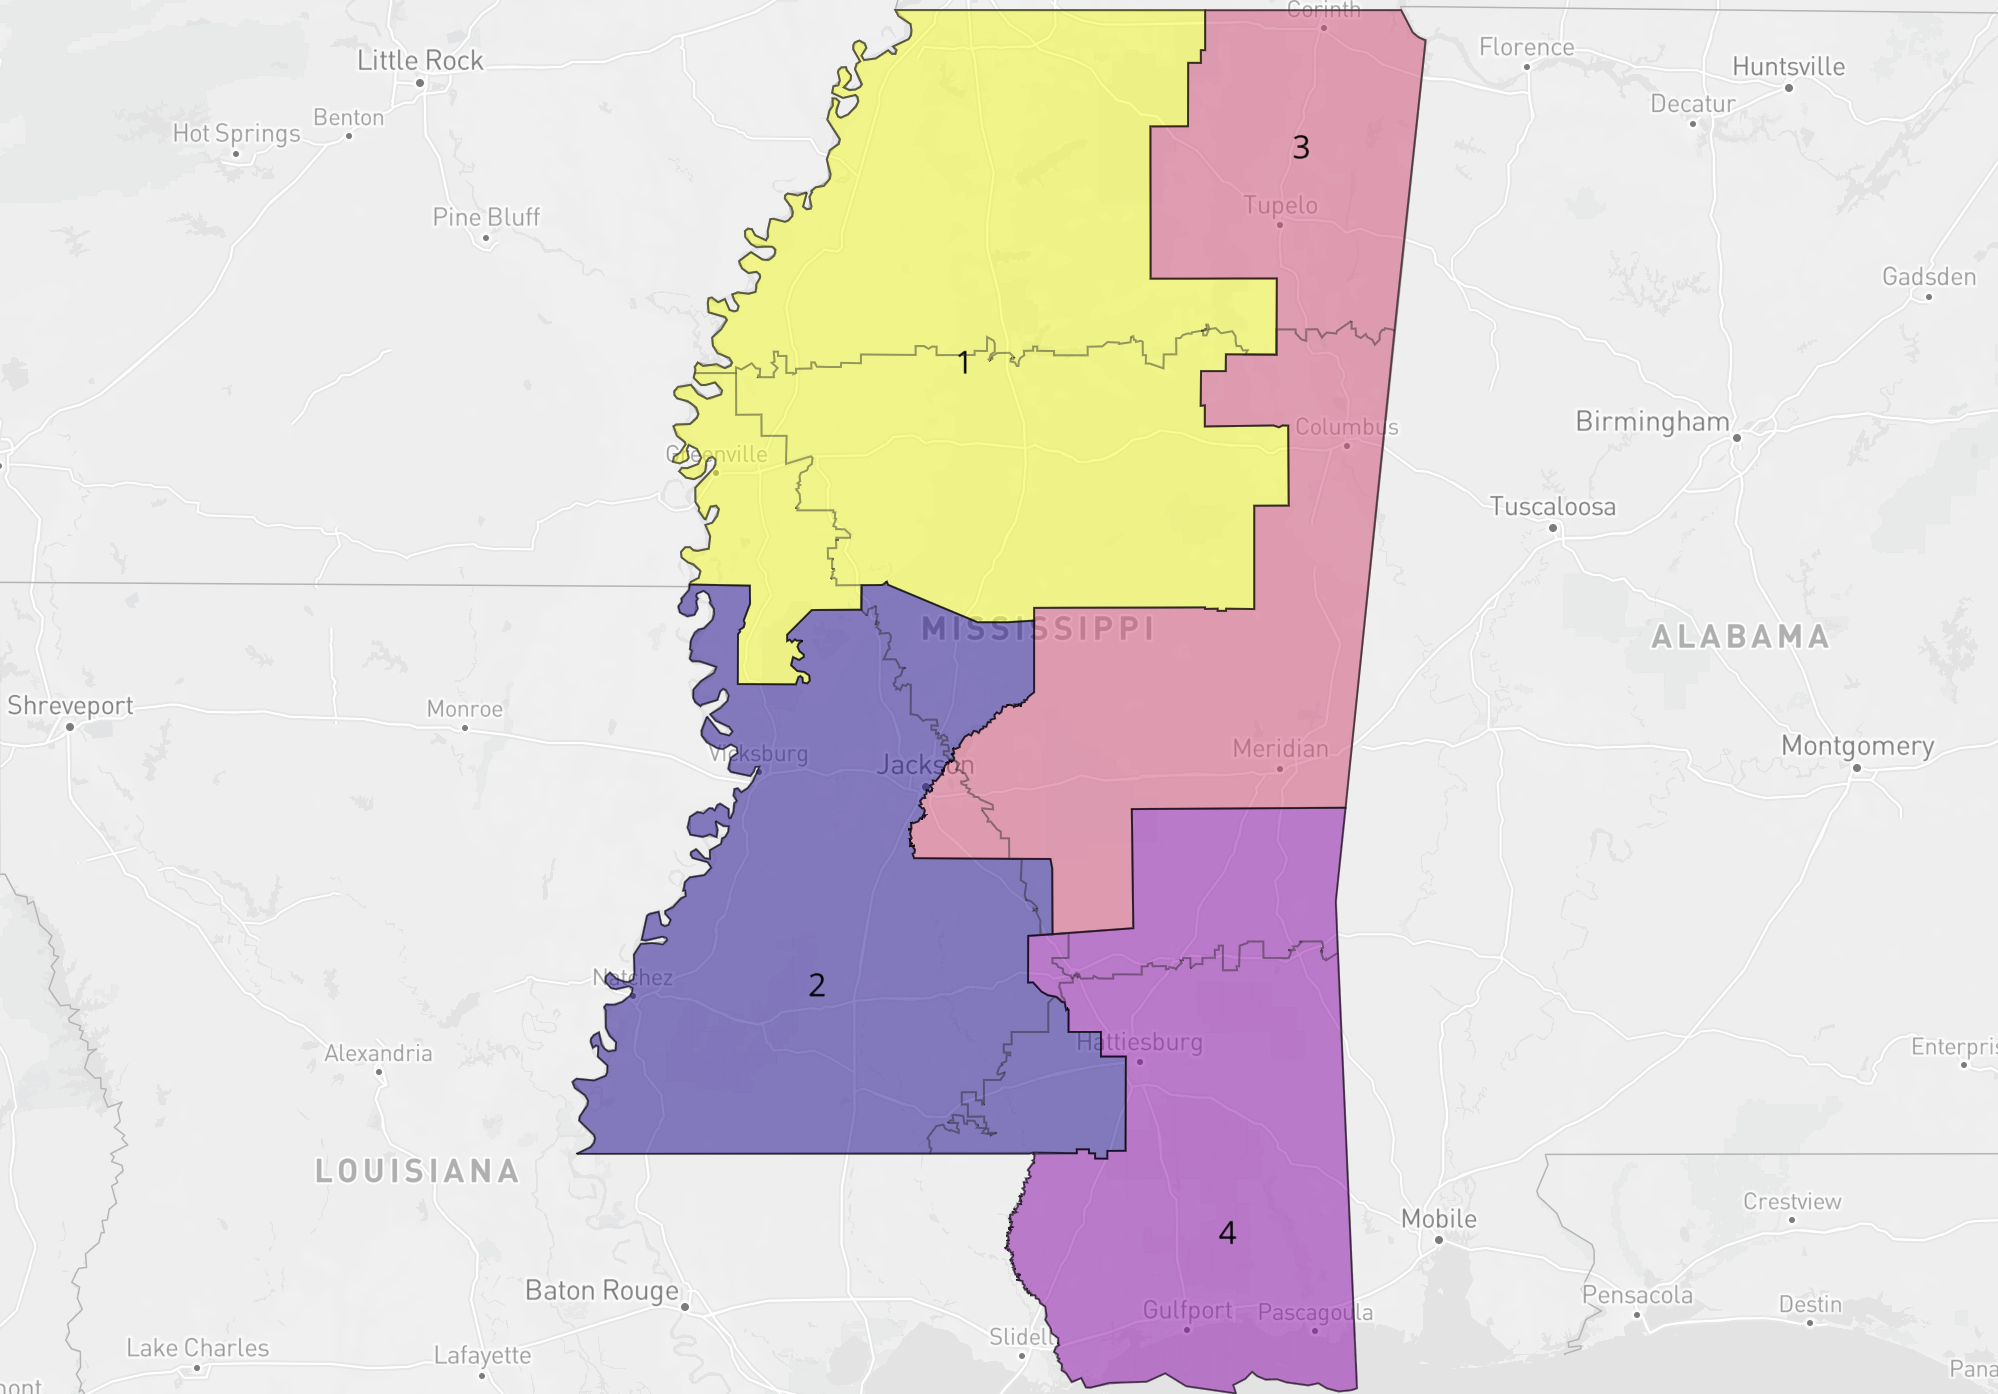 Corinth
Florence
Little Rock
Huntsville
Decatur
Benton
Hot Springs
3
Tupelo
Pine Bluff
Gadsden
1
Birmingham
Columbus
Greenville
Tuscaloosa
MISSISSIPPI
ALABAMA
Shreveport
Monroe
Vicksburg
Meridian
Montgomery
Jackson
2
Natchez
Hattiesburg
Alexandria
Enterpris
LOUISIANA
Crestview
Mobile
4
Baton Rouge
Pensacola
Destin
Gulfport
Pascagoula
Slidell
Lake Charles
Lafayette
Pana
mont